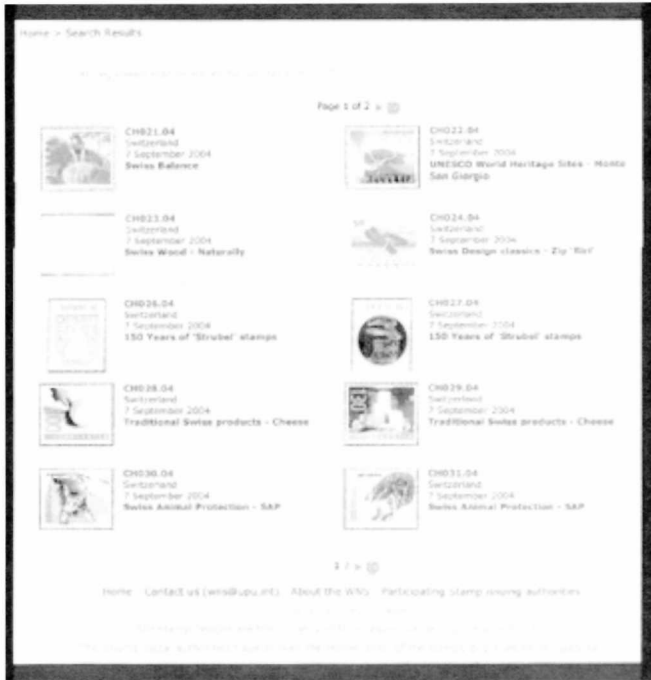 Home > Search Results
Page 1 of 2
CH021.04
Switzerland
7 September 2004
Swiss Balance
CH022.04
Switzerland
7 September 2004
UNESCO World Heritage Sites - Monte
San Giorgio
CH023.04
Switzerland
7 September 2004
Swiss Wood - Naturally
CH024.04
Switzerland
7 September 2004
Swiss Design classics - Zip 'Riri'
CH026.04
Switzerland
7 September 2004
150 Years of 'Strubel' stamps
CH027.04
Switzerland
7 September 2004
150 Years of 'Strubel' stamps
CH028.04
Switzerland
7 September 2004
Traditional Swiss products - Cheese
CH029.04
Switzerland
7 September 2004
Traditional Swiss products - Cheese
CH030.04
Switzerland
7 September 2004
Swiss Animal Protection - SAP
CH031.04
Switzerland
7 September 2004
Swiss Animal Protection - SAP
Home Contact us (wns@upu.int) About the WNS Participating stamp issuing authorities